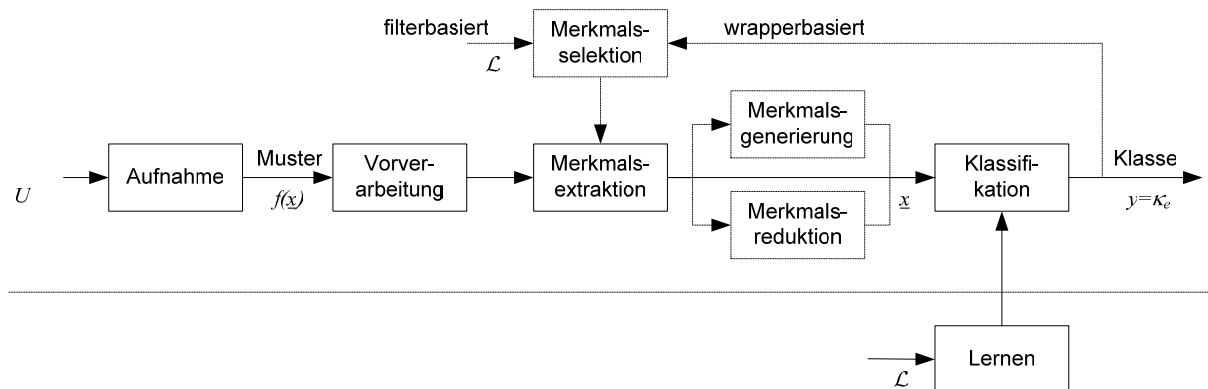 filterbasiert
ℒ
Merkmals-
selektion
wrapperbasiert
Merkmals-
generierung
U
Aufnahme
Muster
f(x)
Vorver-
arbeitung
Merkmals-
extraktion
x
Klassifi-
kation
Klasse
y=κe
Merkmals-
reduktion
ℒ
Lernen